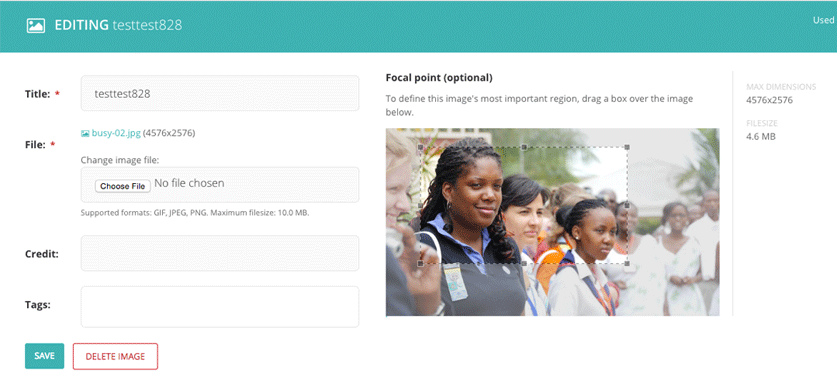 EDITING testtest828
Used
Title: *
testtest828
File: *
busy-02.jpg (4576x2576)
Change image file:
Choose File No file chosen
Supported formats: GIF, JPEG, PNG. Maximum filesize: 10.0 MB.
Credit:
Tags:
SAVE
DELETE IMAGE
Focal point (optional)
To define this image's most important region, drag a box over the image
below.
MAX DIMENSIONS
4576x2576
FILESIZE
4.6 MB